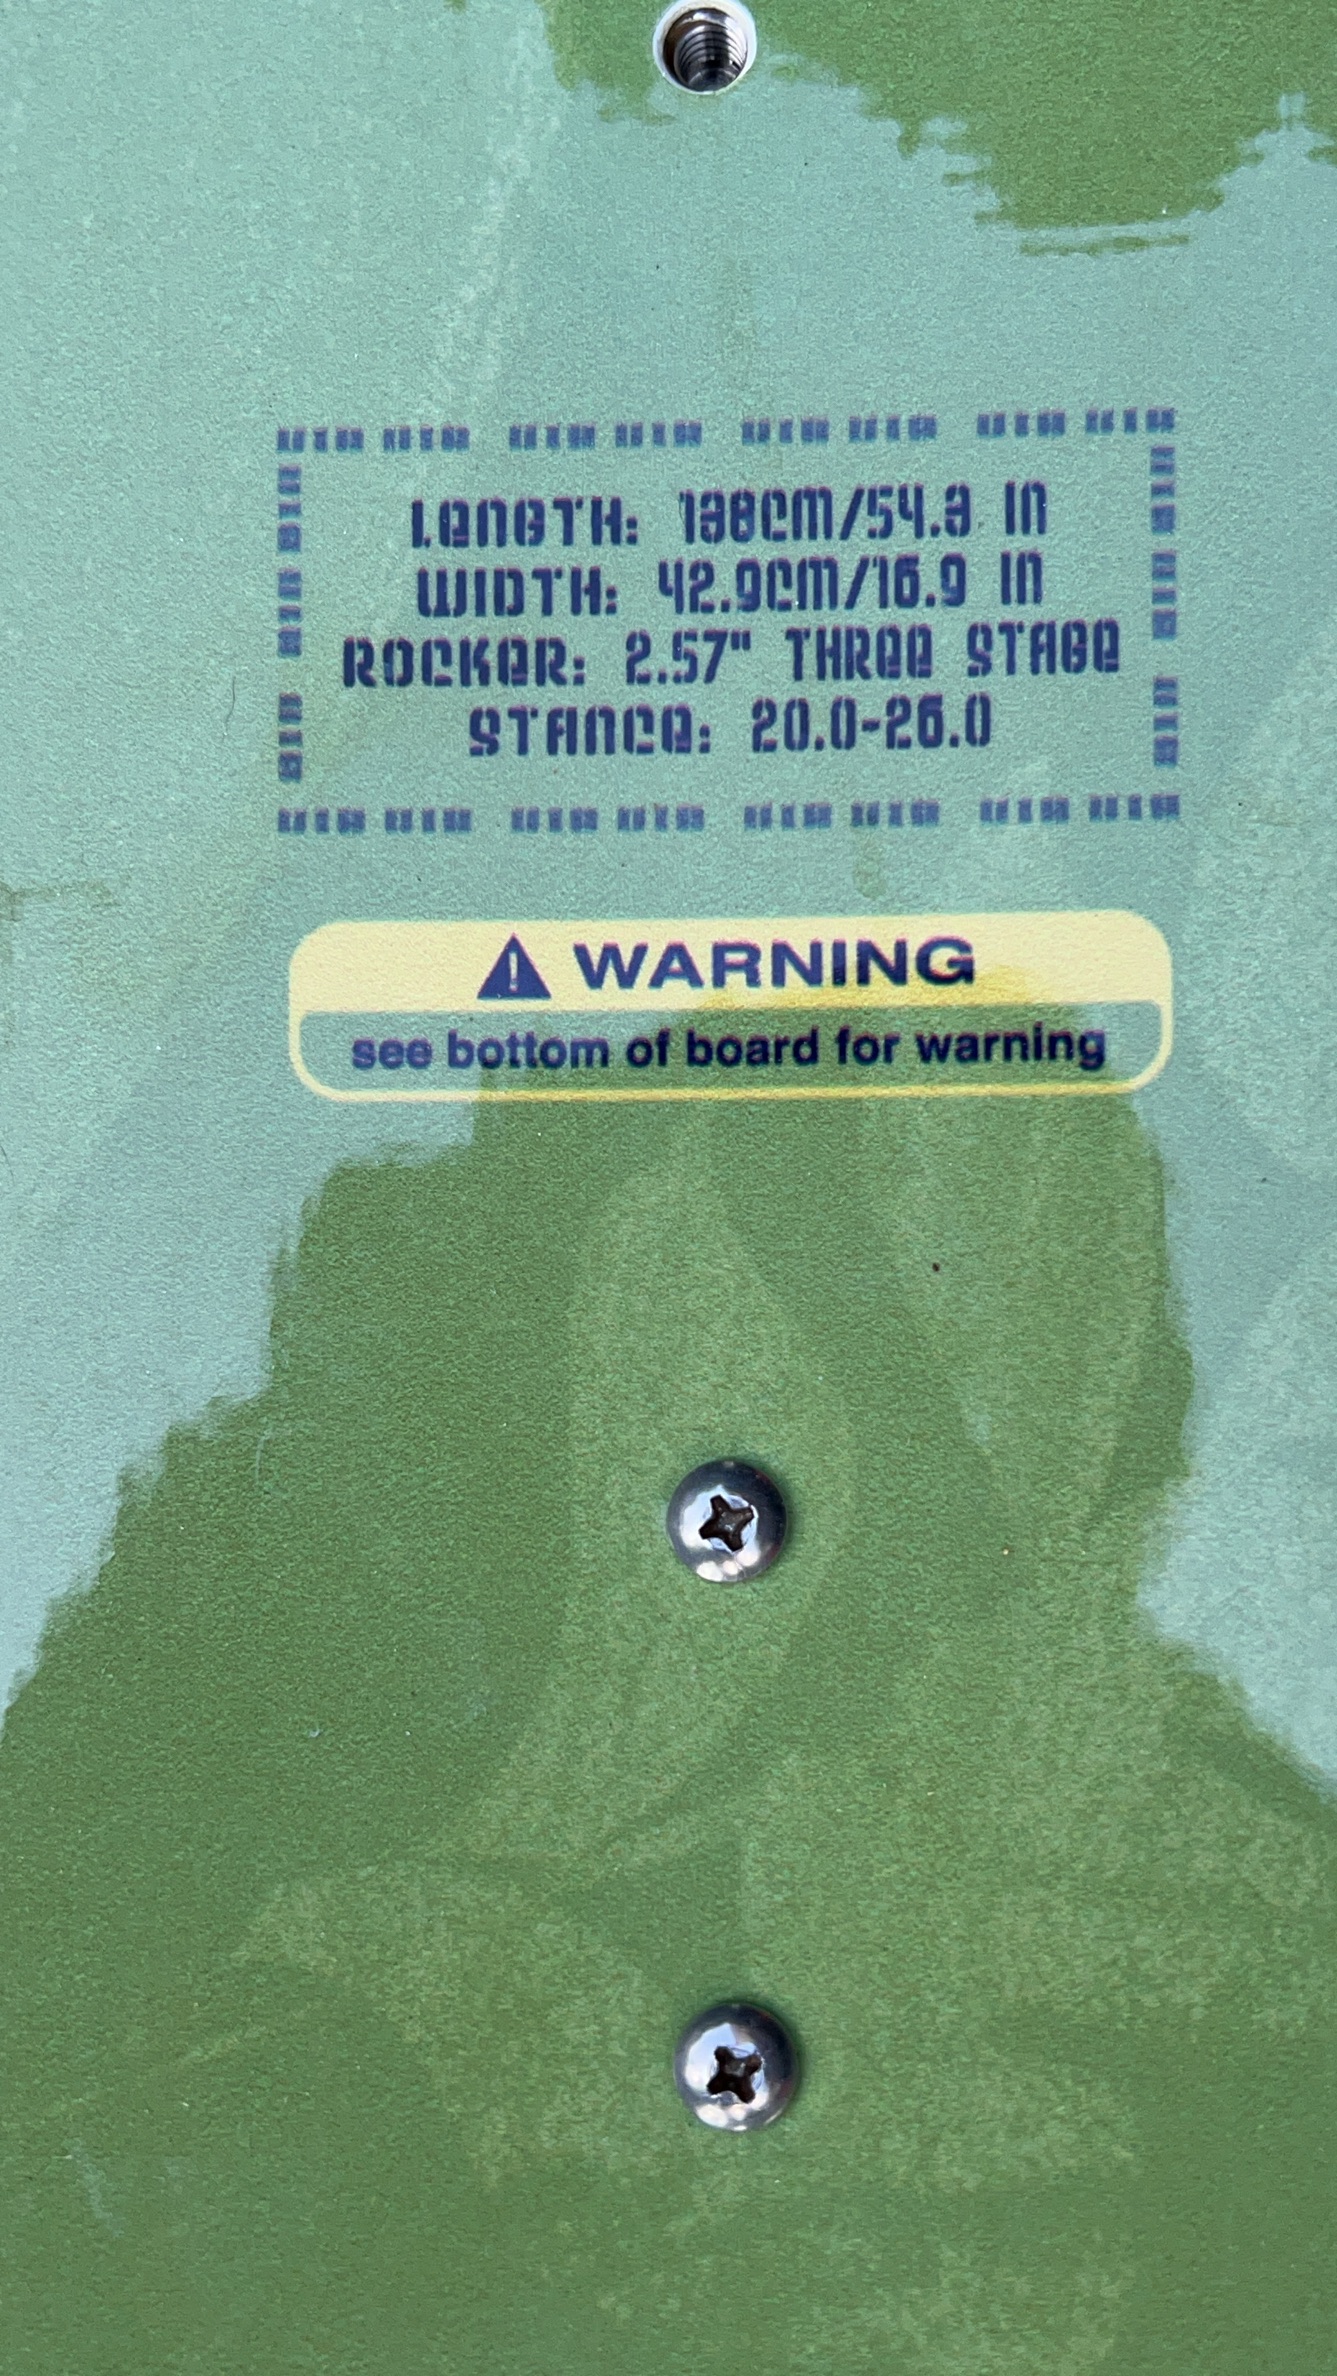 LENGTH: 138CM/54.3 IN
WIDTH: 42.9CM/16.9 IN
ROCKER: 2.57" THREE STAGE
STANCE: 20.0-26.0
WARNING
see bottom of board for warning